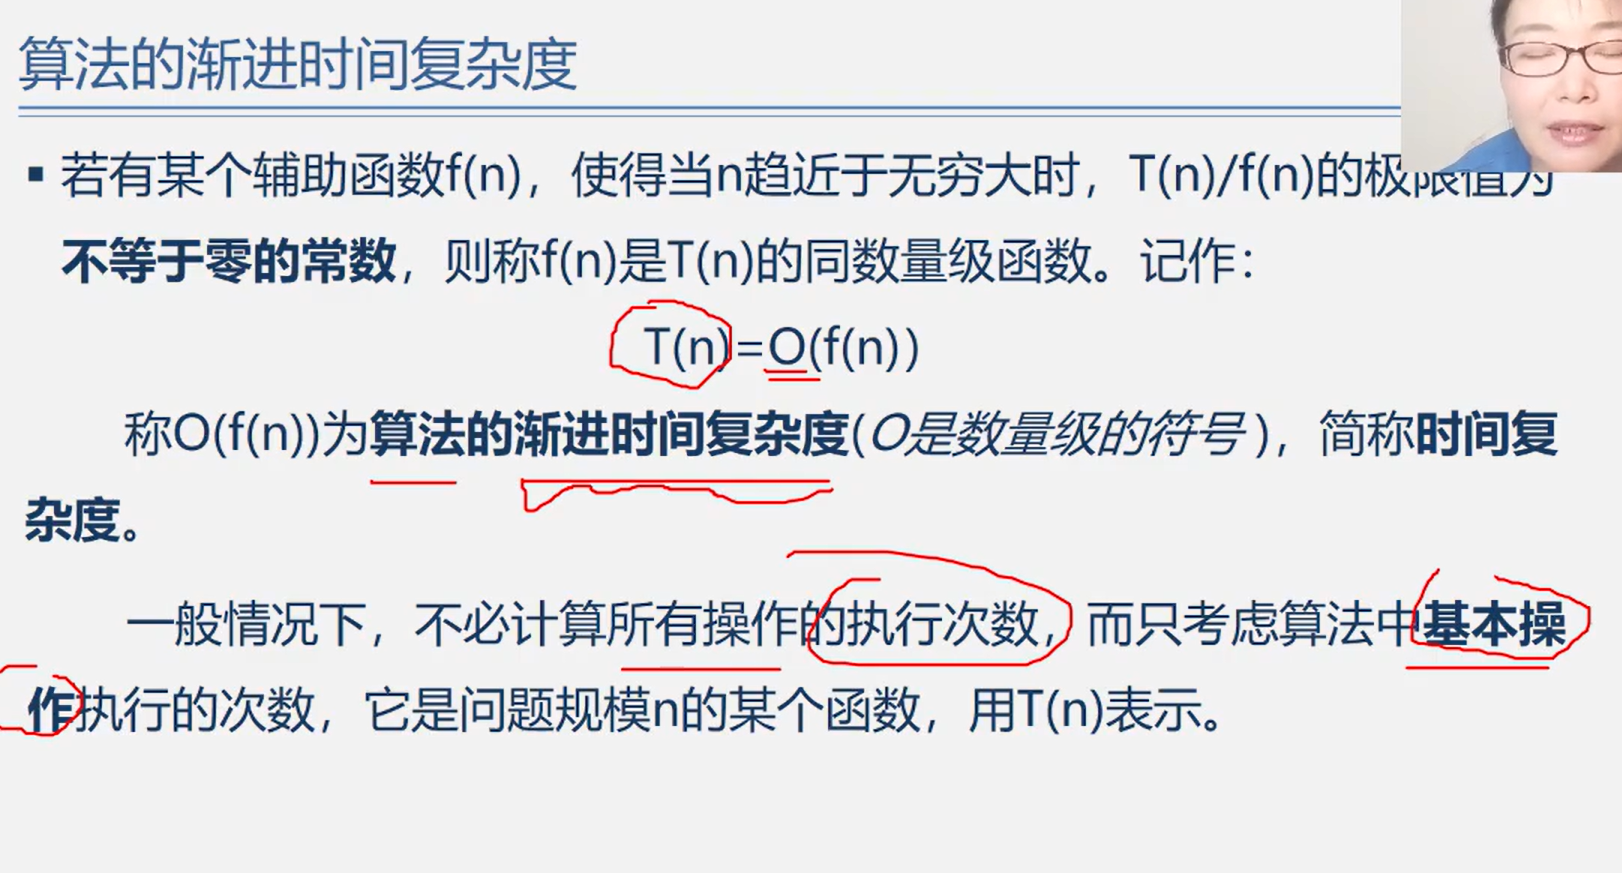 算法的渐进时间复杂度
▪ 若有某个辅助函数f(n)，使得当n趋近于无穷大时，T(n)/f(n)的极限值为
不等于零的常数，则称f(n)是T(n)的同数量级函数。记作：
T(n)=O(f(n))
称O(f(n))为算法的渐进时间复杂度(O是数量级的符号 )，简称时间复
杂度。
一般情况下，不必计算所有操作的执行次数，而只考虑算法中基本操
作执行的次数，它是问题规模n的某个函数，用T(n)表示。